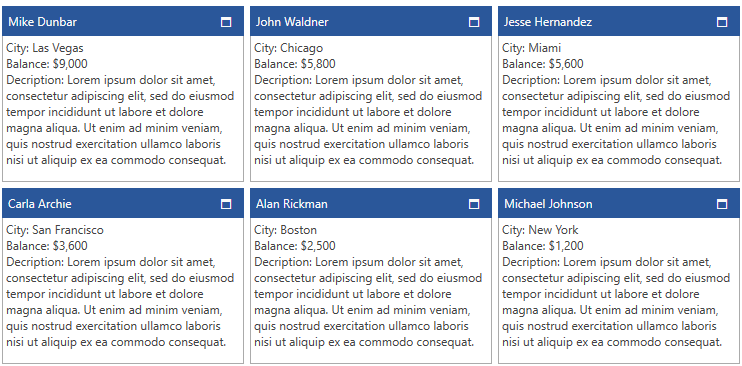 Mike Dunbar
City: Las Vegas
Balance: $9,000
Decription: Lorem ipsum dolor sit amet,
consectetur adipiscing elit, sed do eiusmod
tempor incididunt ut labore et dolore
magna aliqua. Ut enim ad minim veniam,
quis nostrud exercitation ullamco laboris
nisi ut aliquip ex ea commodo consequat.
John Waldner
City: Chicago
Balance: $5,800
Decription: Lorem ipsum dolor sit amet,
consectetur adipiscing elit, sed do eiusmod
tempor incididunt ut labore et dolore
magna aliqua. Ut enim ad minim veniam,
quis nostrud exercitation ullamco laboris
nisi ut aliquip ex ea commodo consequat.
Jesse Hernandez
City: Miami
Balance: $5,600
Decription: Lorem ipsum dolor sit amet,
consectetur adipiscing elit, sed do eiusmod
tempor incididunt ut labore et dolore
magna aliqua. Ut enim ad minim veniam,
quis nostrud exercitation ullamco laboris
nisi ut aliquip ex ea commodo consequat.
Carla Archie
City: San Francisco
Balance: $3,600
Decription: Lorem ipsum dolor sit amet,
consectetur adipiscing elit, sed do eiusmod
tempor incididunt ut labore et dolore
magna aliqua. Ut enim ad minim veniam,
quis nostrud exercitation ullamco laboris
nisi ut aliquip ex ea commodo consequat.
Alan Rickman
City: Boston
Balance: $2,500
Decription: Lorem ipsum dolor sit amet,
consectetur adipiscing elit, sed do eiusmod
tempor incididunt ut labore et dolore
magna aliqua. Ut enim ad minim veniam,
quis nostrud exercitation ullamco laboris
nisi ut aliquip ex ea commodo consequat.
Michael Johnson
City: New York
Balance: $1,200
Decription: Lorem ipsum dolor sit amet,
consectetur adipiscing elit, sed do eiusmod
tempor incididunt ut labore et dolore
magna aliqua. Ut enim ad minim veniam,
quis nostrud exercitation ullamco laboris
nisi ut aliquip ex ea commodo consequat.